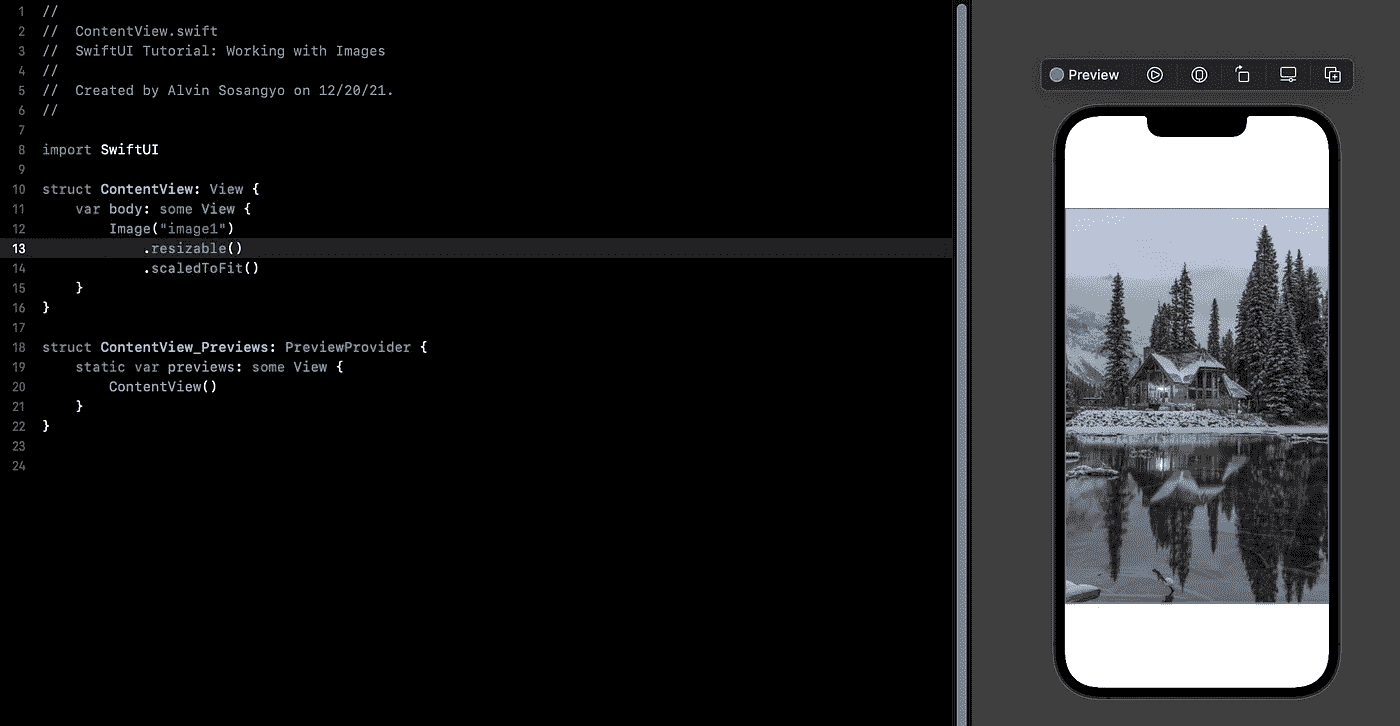 1 //
2 //  ContentView.swift
3 //  SwiftUI Tutorial: Working with Images
4 //
5 //  Created by Alvin Sosangyo on 12/20/21.
6 //
7
8 import SwiftUI
9
10 struct ContentView: View {
11     var body: some View {
12         Image("image1")
13             .resizable()
14             .scaledToFit()
15     }
16 }
17
18 struct ContentView_Previews: PreviewProvider {
19     static var previews: some View {
20         ContentView()
21     }
22 }
23
24
Preview